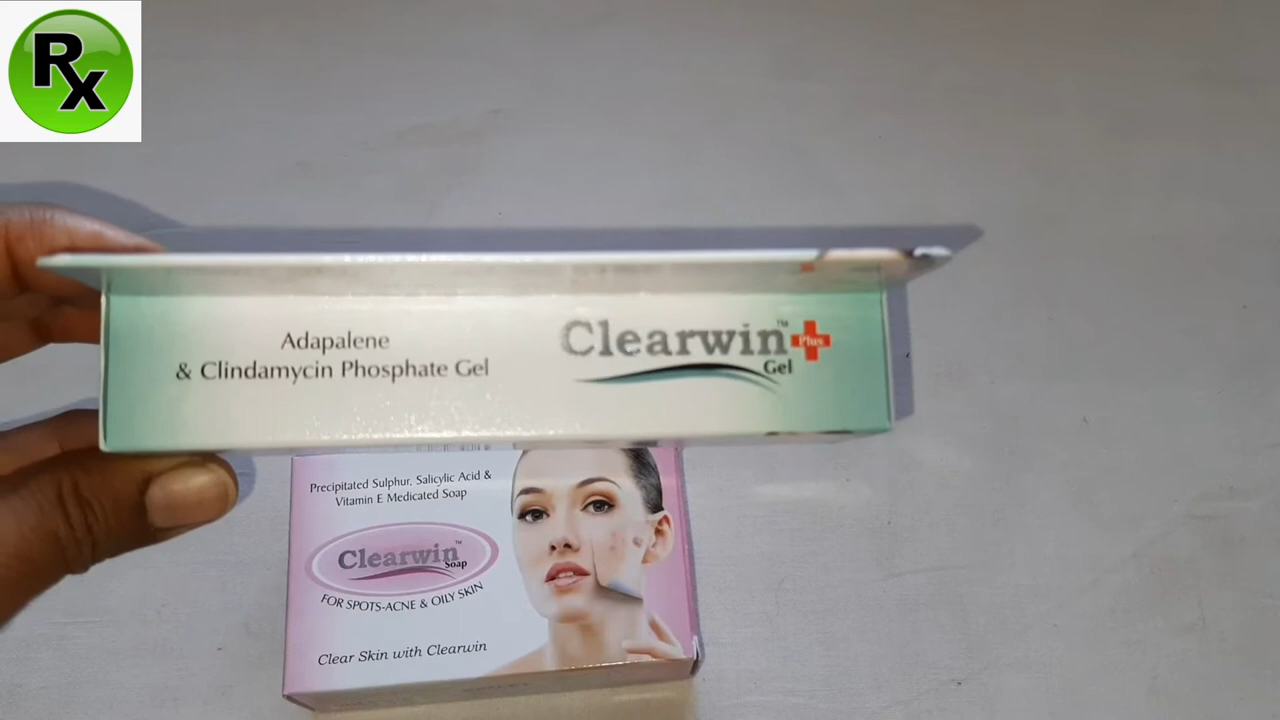 Rx
Adapalene
& Clindamycin Phosphate Gel
Clearwin™ Plus
Gel
Precipitated Sulphur, Salicylic Acid &
Vitamin E Medicated Soap
Clearwin™
Soap
FOR SPOTS-ACNE & OILY SKIN
Clear Skin with Clearwin